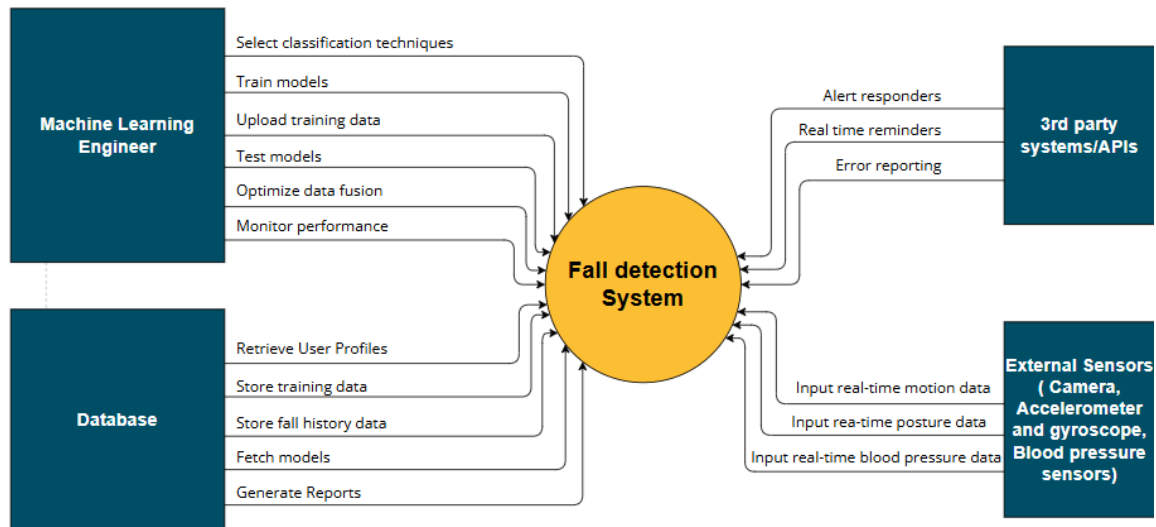 Machine Learning
Engineer
Select classification techniques
Train models
Upload training data
Test models
Optimize data fusion
Monitor performance
Database
Retrieve User Profiles
Store training data
Store fall history data
Fetch models
Generate Reports
Fall detection
System
Alert responders
Real time reminders
Error reporting
3rd party
systems/APIs
Input real-time motion data
Input rea-time posture data
Input real-time blood pressure data
External Sensors
( Camera,
Accelerometer
and gyroscope,
Blood pressure
sensors)